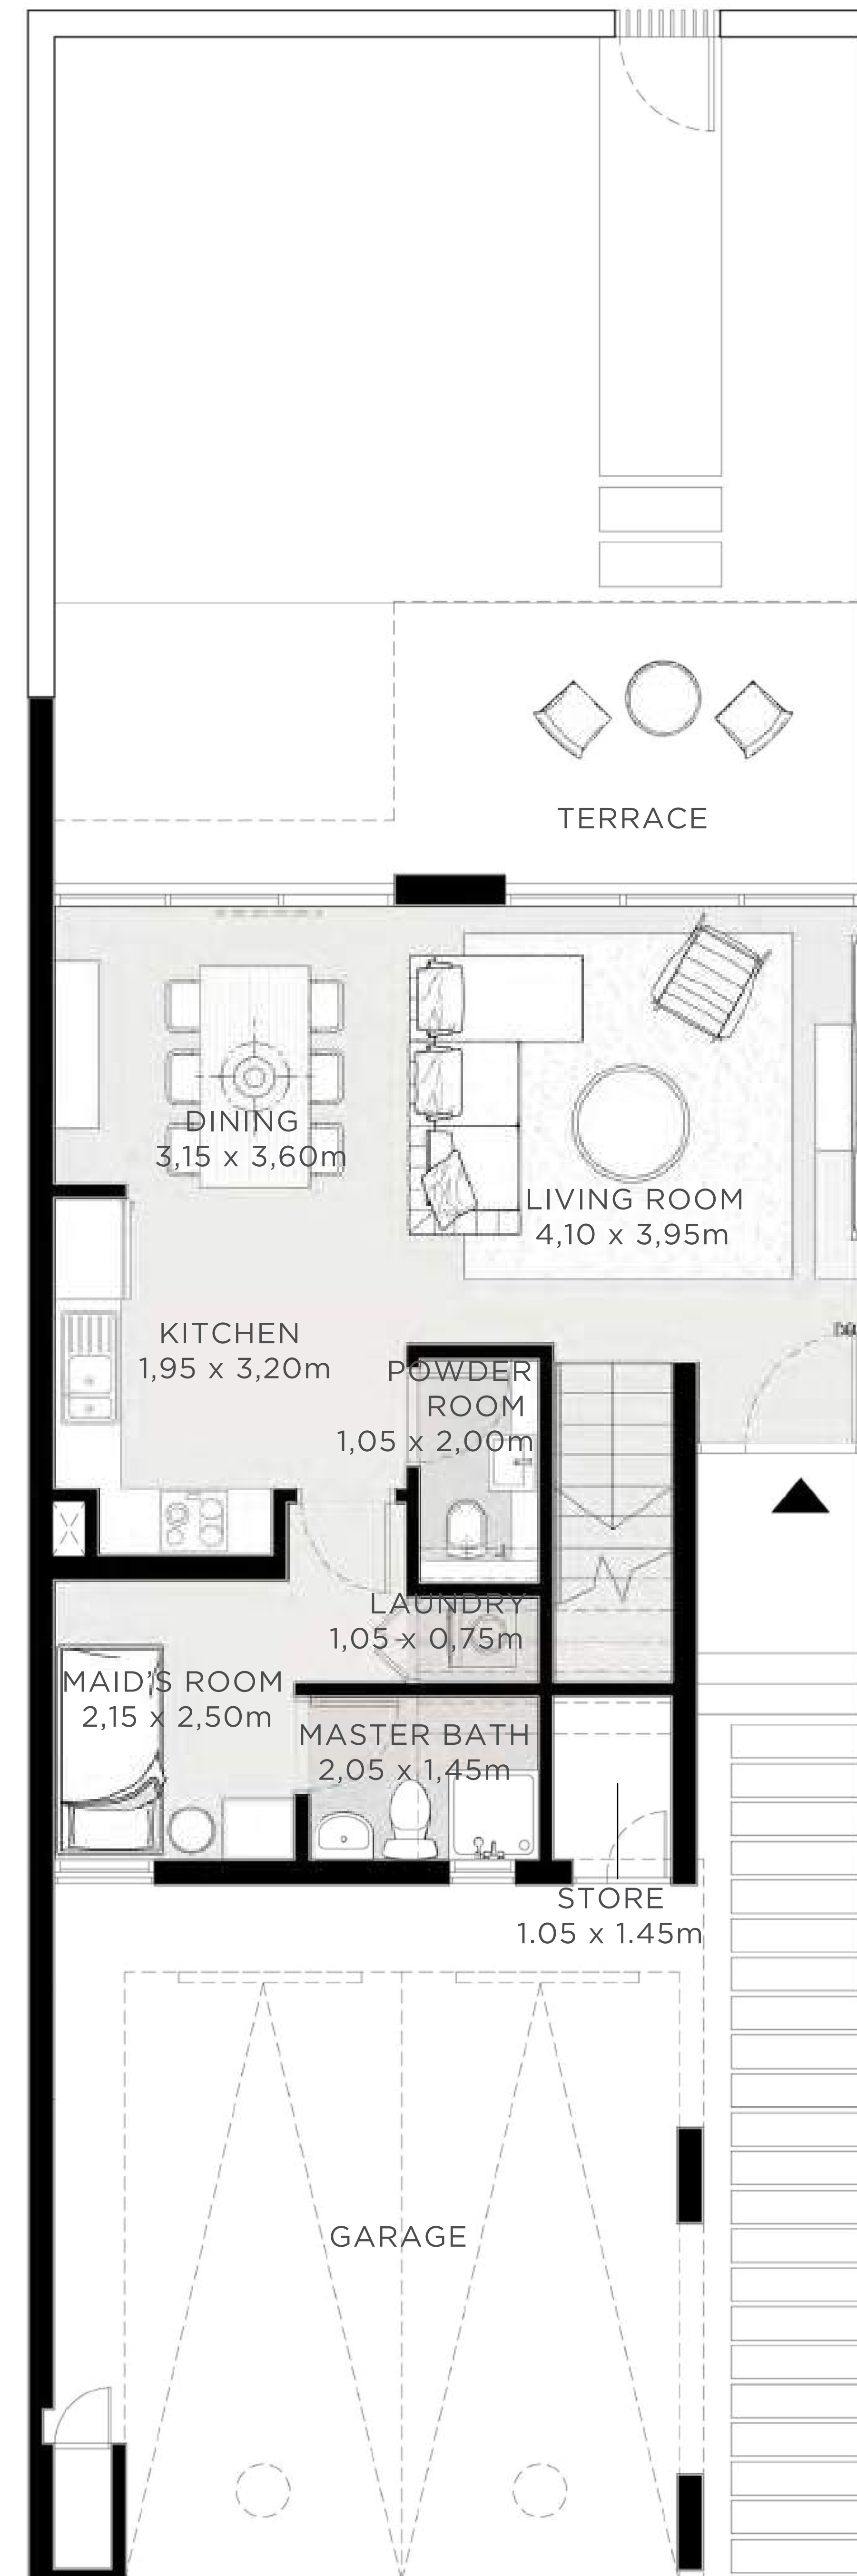 TERRACE
DINING
3,15 x 3,60m
LIVING ROOM
4,10 x 3,95m
KITCHEN
1,95 x 3,20m
POWDER
ROOM
1,05 x 2,00m
LAUNDRY
1,05 x 0,75m
MAID'S ROOM
2,15 x 2,50m
MASTER BATH
2,05 x 1,45m
STORE
1.05 x 1.45m
GARAGE